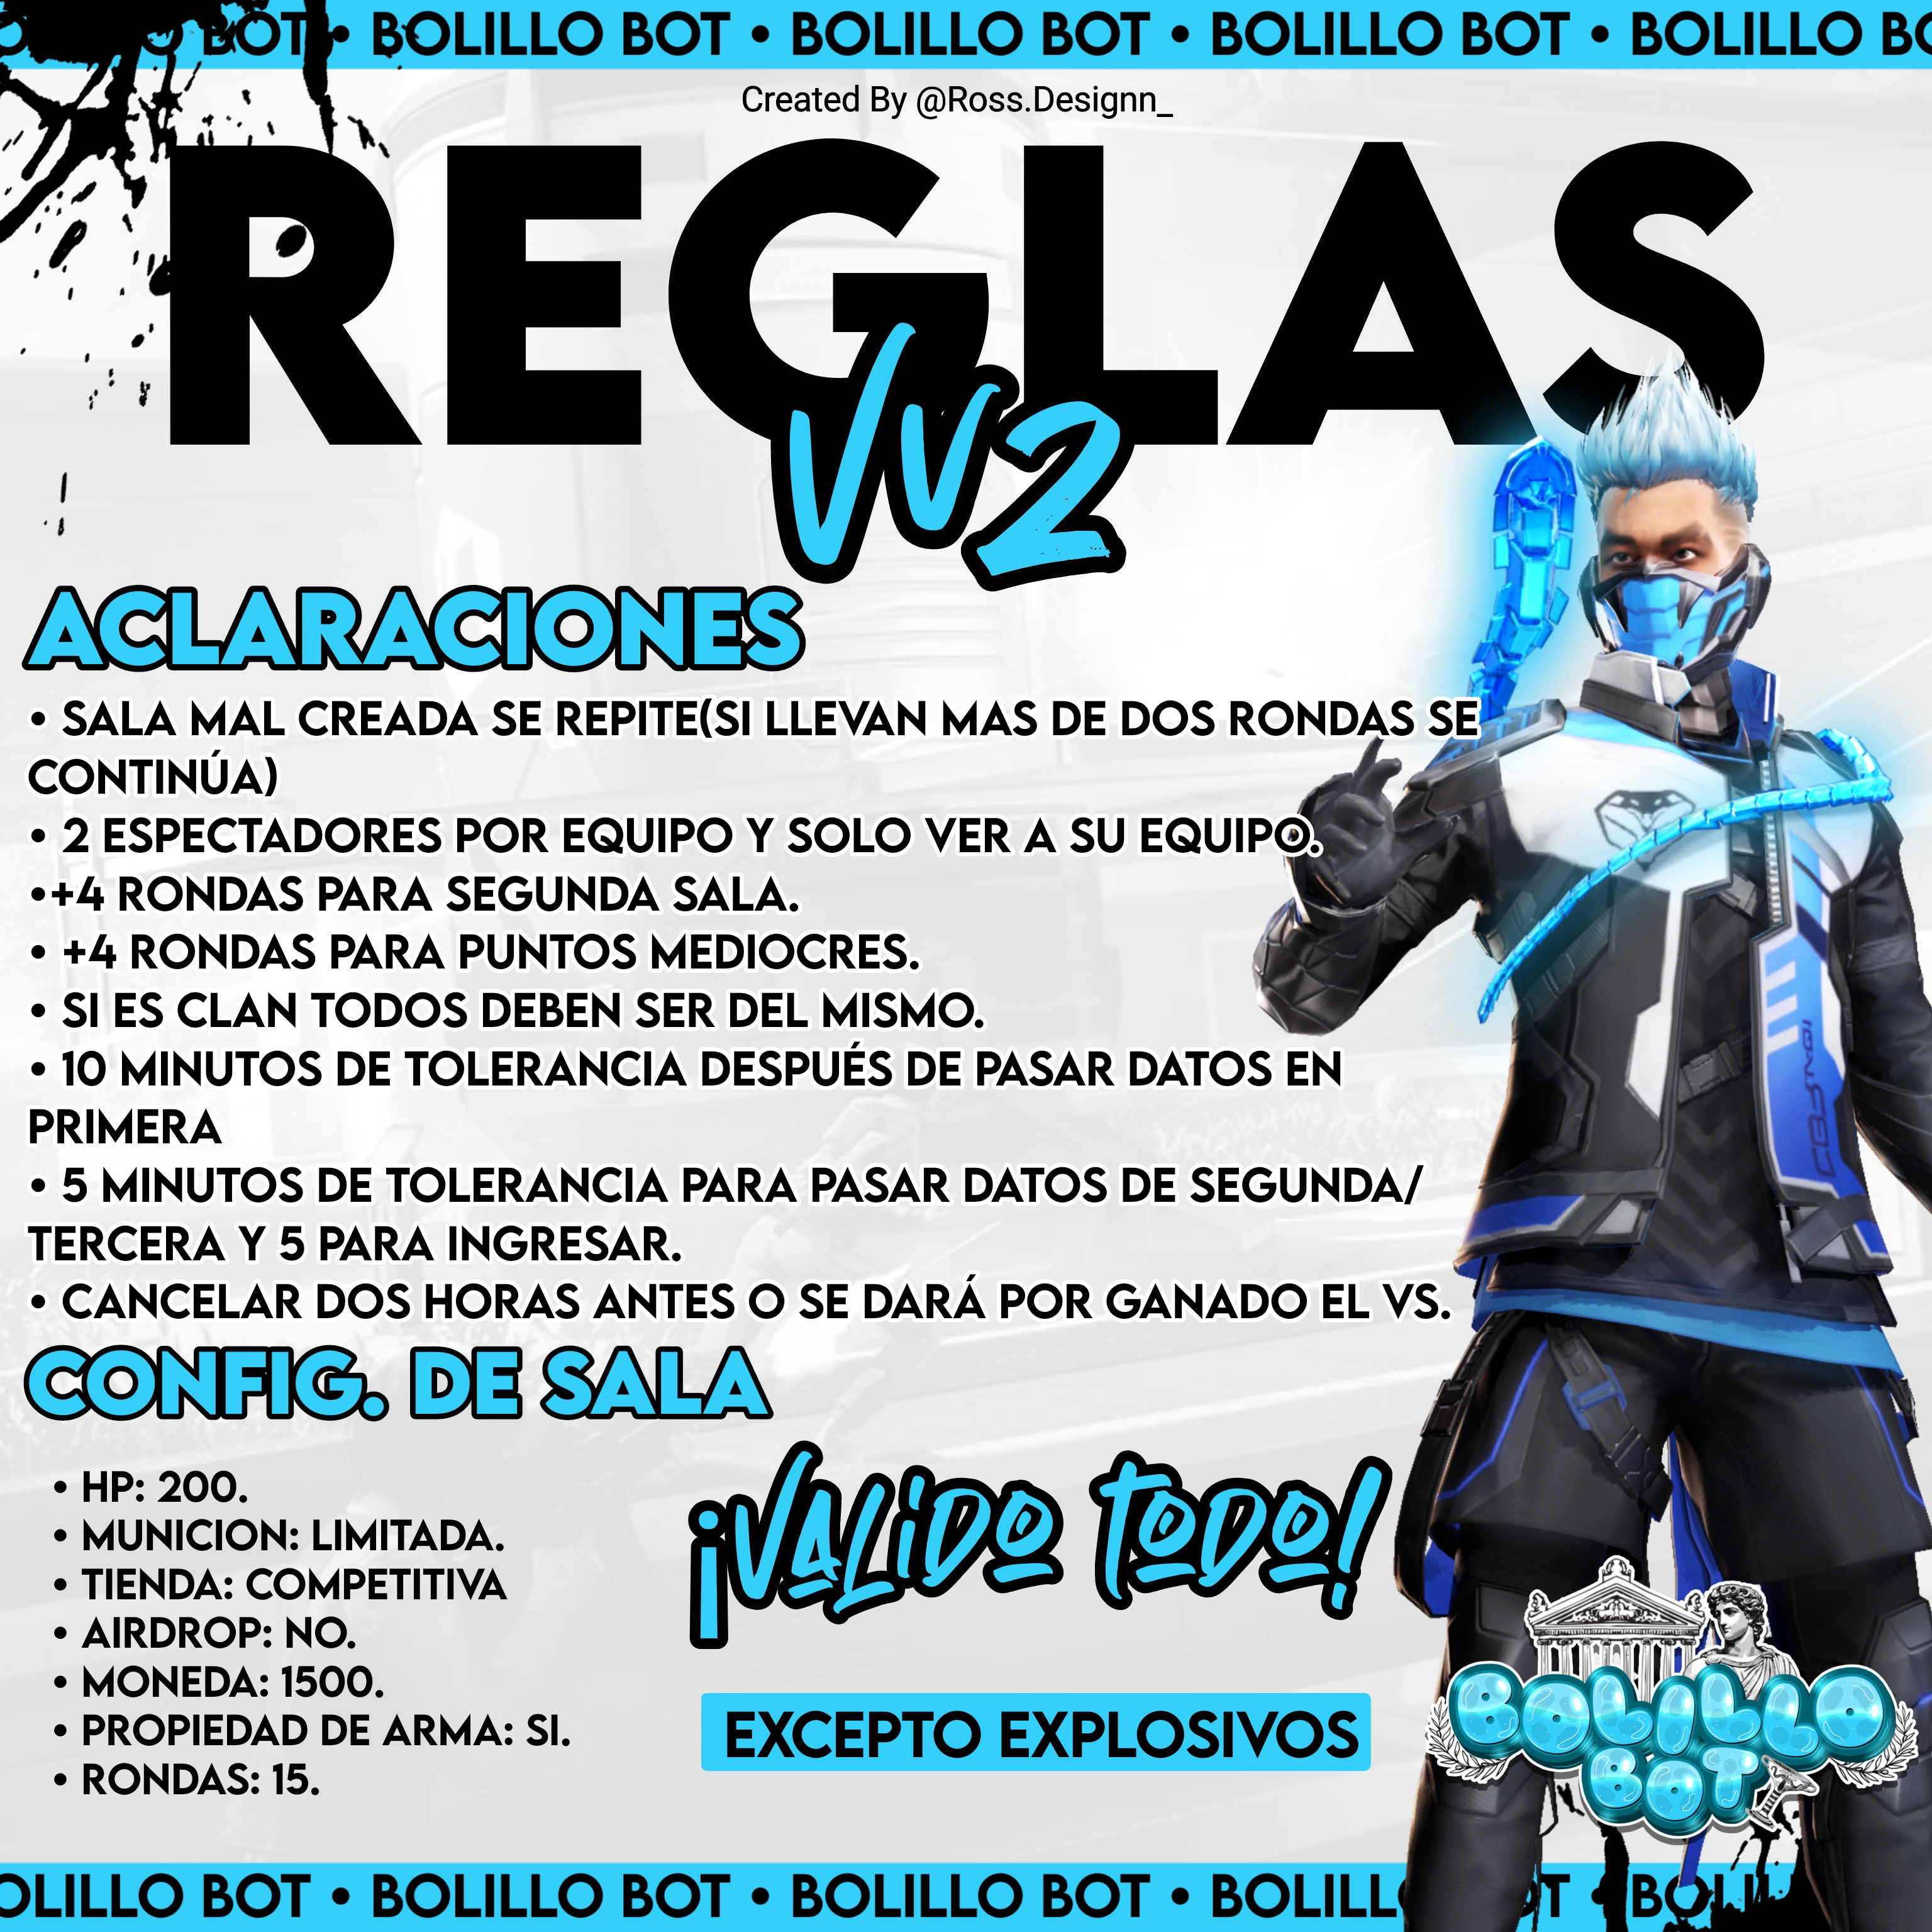 BOT • BOLILLO BOT • BOLILLO BOT • BOLILLO BOT • BOLILLO BO
Created By @Ross.Designn_
REGLAS
VV2
ACLARACIONES
• SALA MAL CREADA SE REPITE(SI LLEVAN MAS DE DOS RONDAS SE
CONTINÚA)
• 2 ESPECTADORES POR EQUIPO Y SOLO VER A SU EQUIPO.
•+4 RONDAS PARA SEGUNDA SALA.
• +4 RONDAS PARA PUNTOS MEDIOCRES.
• SI ES CLAN TODOS DEBEN SER DEL MISMO.
• 10 MINUTOS DE TOLERANCIA DESPUÉS DE PASAR DATOS EN
PRIMERA
• 5 MINUTOS DE TOLERANCIA PARA PASAR DATOS DE SEGUNDA/
TERCERA Y 5 PARA INGRESAR.
• CANCELAR DOS HORAS ANTES O SE DARÁ POR GANADO EL VS.
CONFIG. DE SALA
• HP: 200.
• MUNICION: LIMITADA.
• TIENDA: COMPETITIVA
• AIRDROP: NO.
• MONEDA: 1500.
• PROPIEDAD DE ARMA: SI.
• RONDAS: 15.
¡VALIDO TODO!
EXCEPTO EXPLOSIVOS
BOLILLO
BOT
OLILLO BOT • BOLILLO BOT • BOLILLO BOT • BOLILL